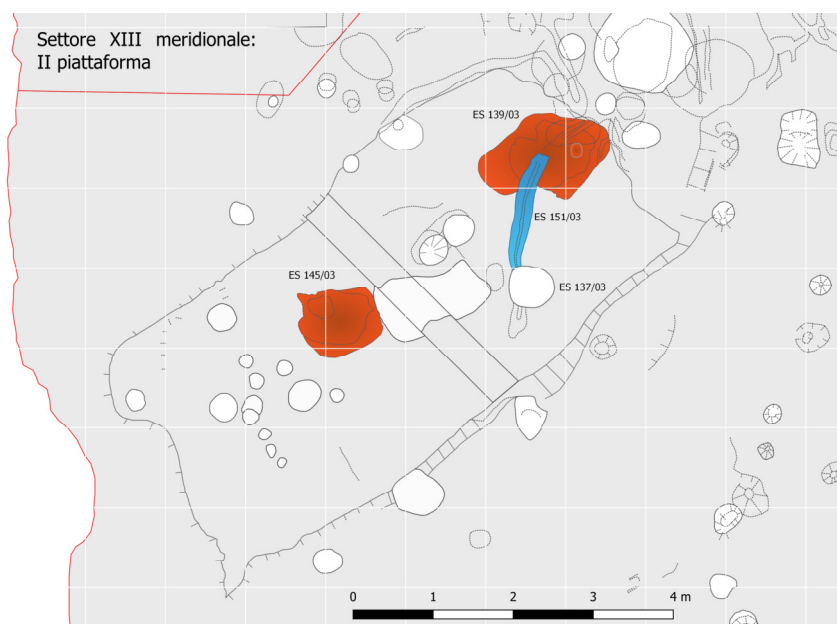 Settore XIII meridionale:
II piattaforma
ES 139/03
ES 151/03
ES 145/03
ES 137/03
0 1 2 3 4 m